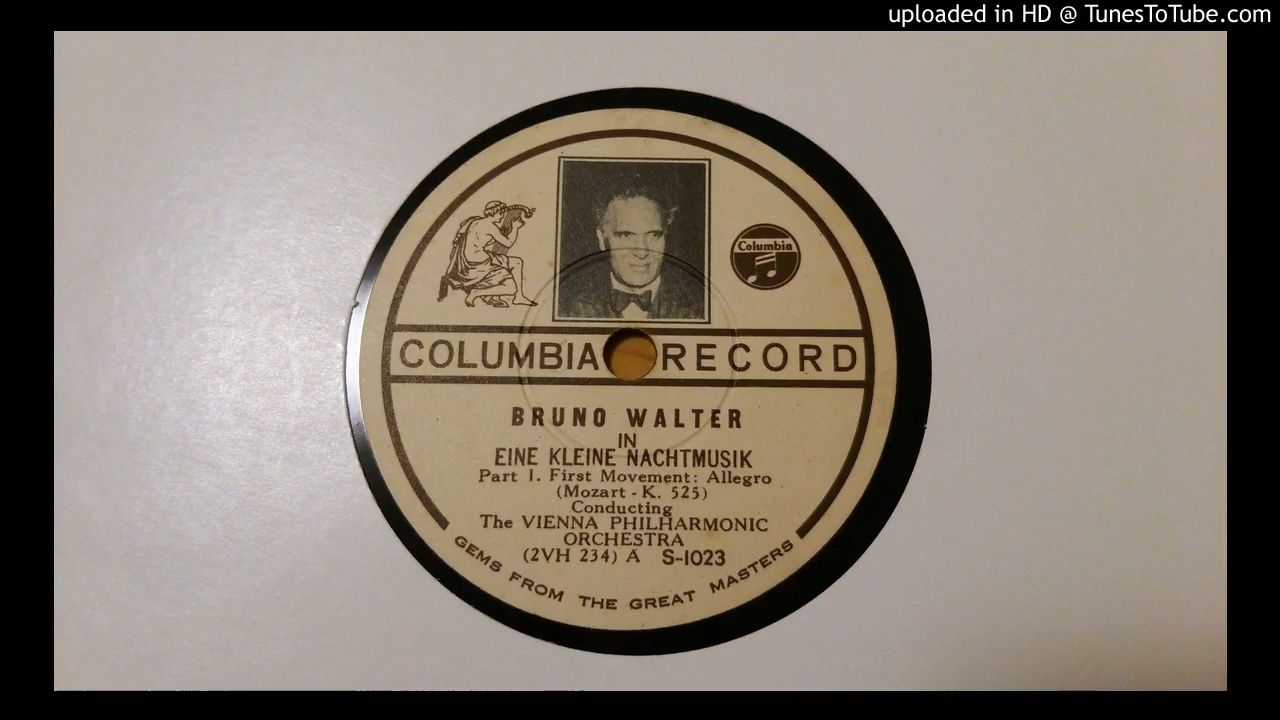 uploaded in HD @ TunesToTube.com
Columbia
COLUMBIA RECORD
BRUNO WALTER
IN
EINE KLEINE NACHTMUSIK
Part 1. First Movement: Allegro
(Mozart - K. 525)
Conducting
The VIENNA PHILHARMONIC
ORCHESTRA
(2VH 234) A S-1023
GEMS FROM THE GREAT MASTERS